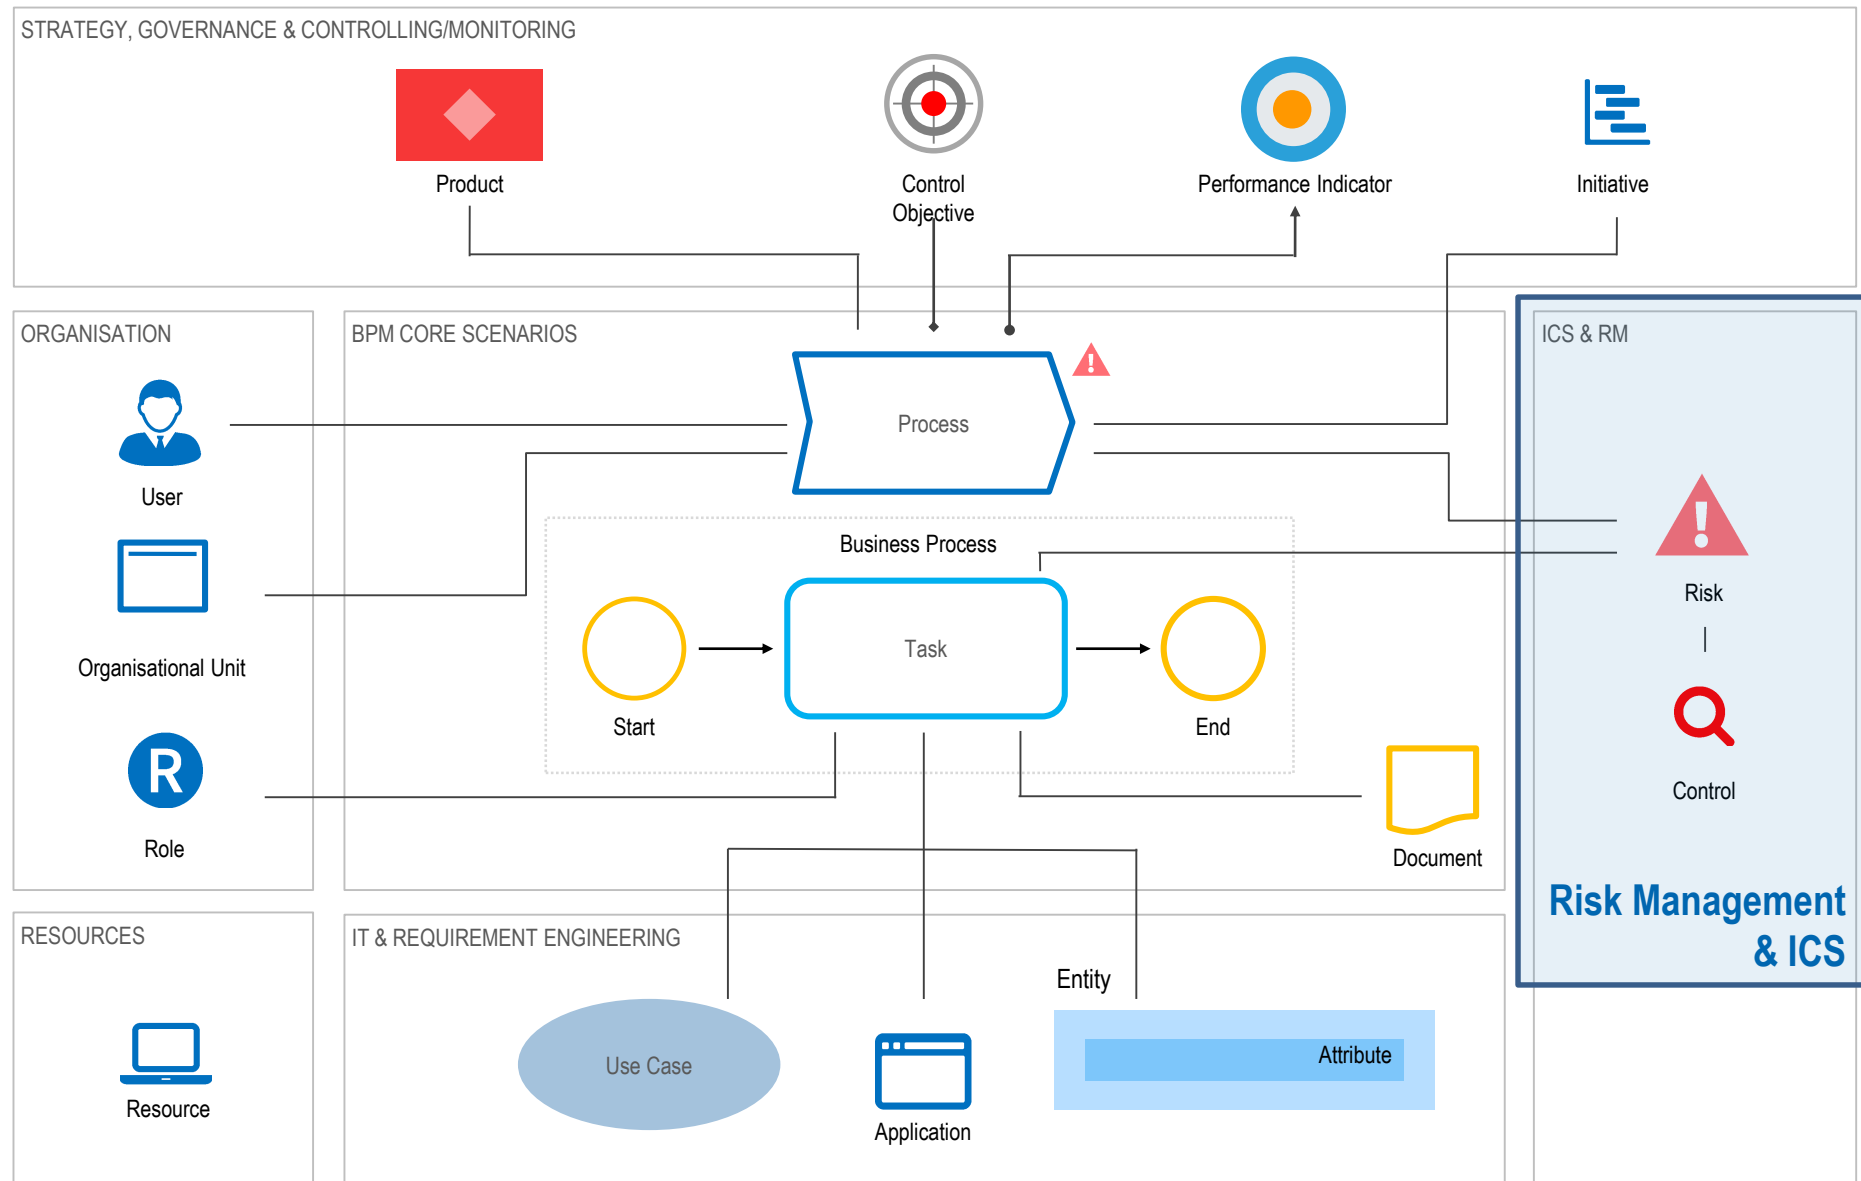 STRATEGY, GOVERNANCE & CONTROLLING/MONITORING
Product
Control
Objective
Performance Indicator
Initiative
ORGANISATION
User
Organisational Unit
R
Role
BPM CORE SCENARIOS
Process
Business Process
Start
Task
End
Document
ICS & RM
Risk
Control
Risk Management
& ICS
RESOURCES
Resource
IT & REQUIREMENT ENGINEERING
Use Case
Application
Entity
Attribute